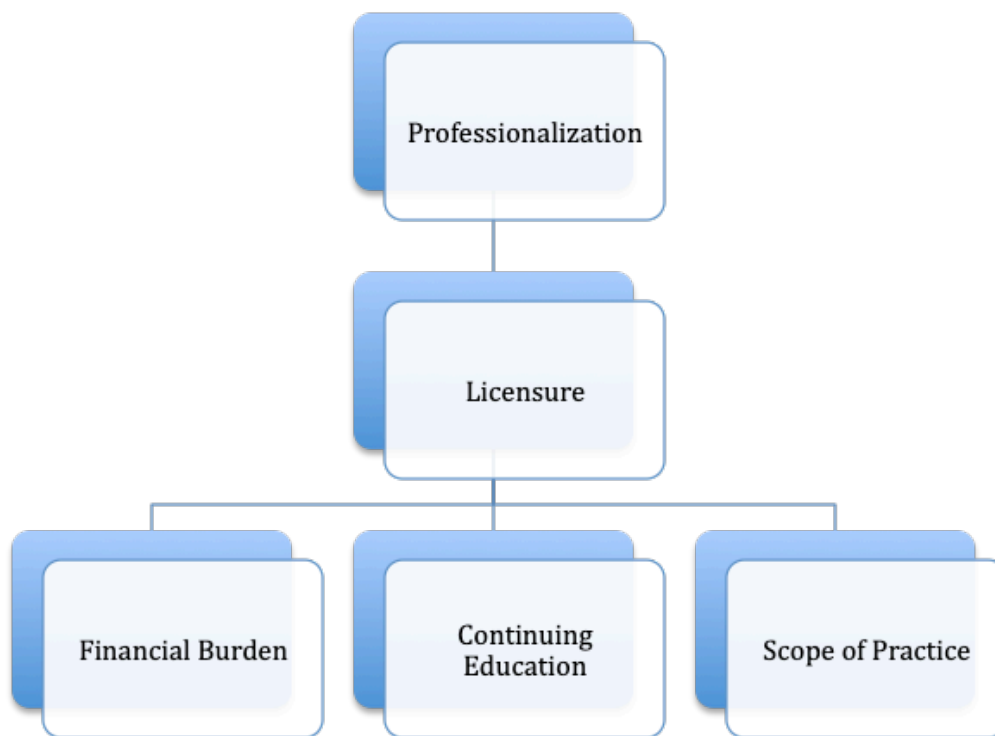 Professionalization
Licensure
Financial Burden
Continuing
Education
Scope of Practice